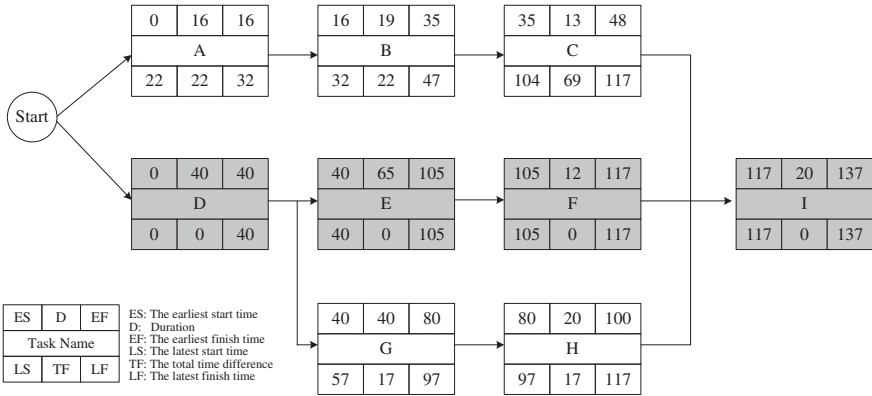 0 16 16
A
22 22 32
16 19 35
B
32 22 47
35 13 48
C
104 69 117
Start
0 40 40
D
0 0 40
40 65 105
E
40 0 105
105 12 117
F
105 0 117
117 20 137
I
117 0 137
40 40 80
G
57 17 97
80 20 100
H
97 17 117
ES D EF
Task Name
LS TF LF
ES: The earliest start time
D: Duration
EF: The earliest finish time
LS: The latest start time
TF: The total time difference
LF: The latest finish time